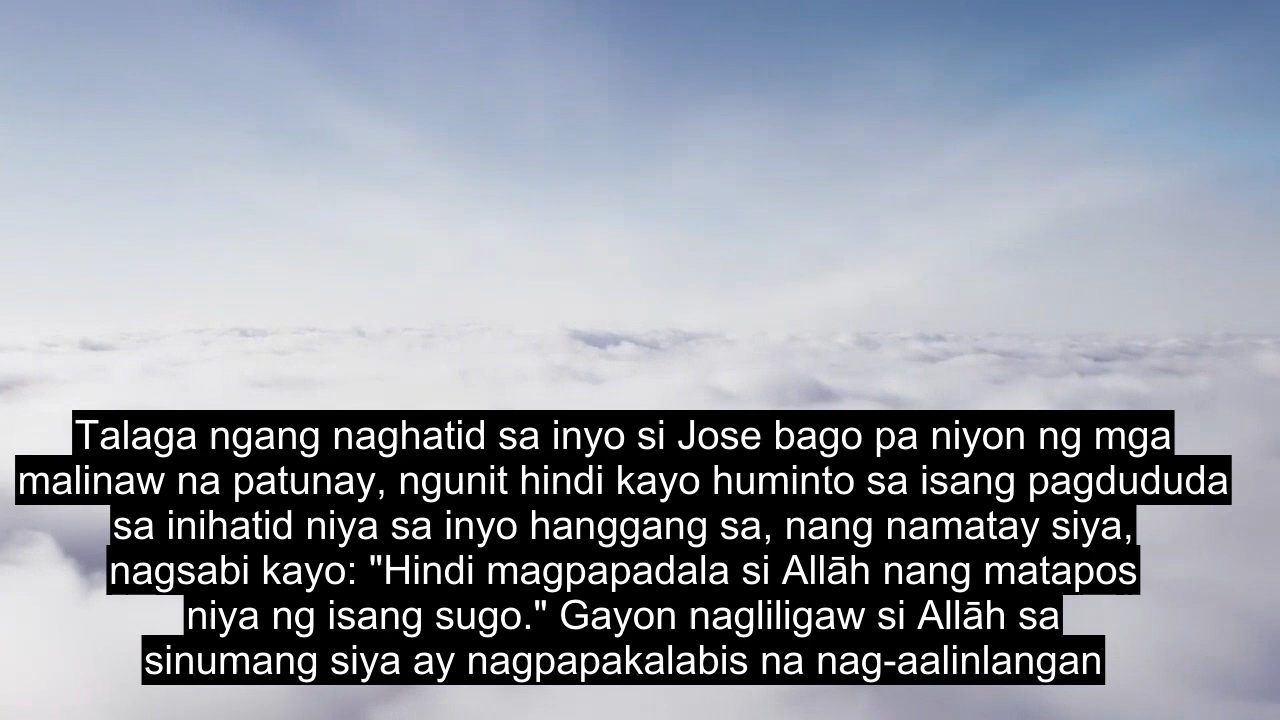 Talaga ngang naghatid sa inyo si Jose bago pa niyon ng mga
malinaw na patunay, ngunit hindi kayo huminto sa isang pagdududa
sa inihatid niya sa inyo hanggang sa, nang namatay siya,
nagsabi kayo: "Hindi magpapadala si Allāh nang matapos
niya ng isang sugo." Gayon nagliligaw si Allāh sa
sinumang siya ay nagpapakalabis na nag-aalinlangan